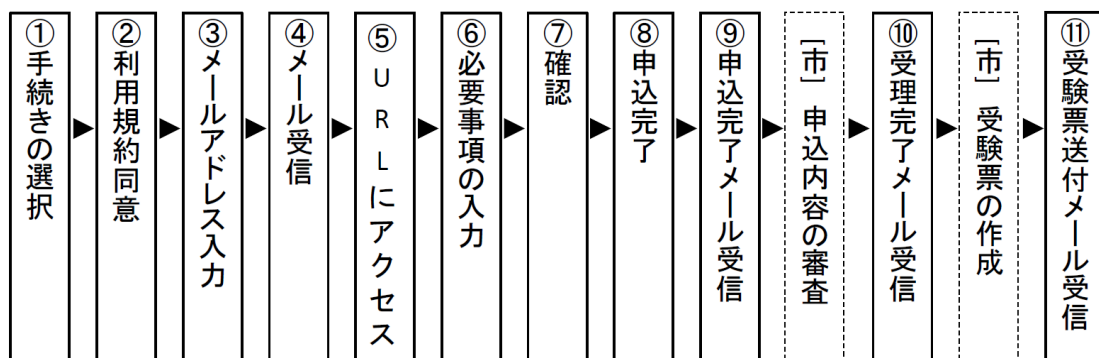 ①手続きの選択
②利用規約同意
③メールアドレス入力
④メール受信
⑤URLにアクセス
⑥必要事項の入力
⑦確認
⑧申込完了
⑨申込完了メール受信
[市] 申込内容の審査
⑩受理完了メール受信
[市] 受験票の作成
⑪受験票送付メール受信